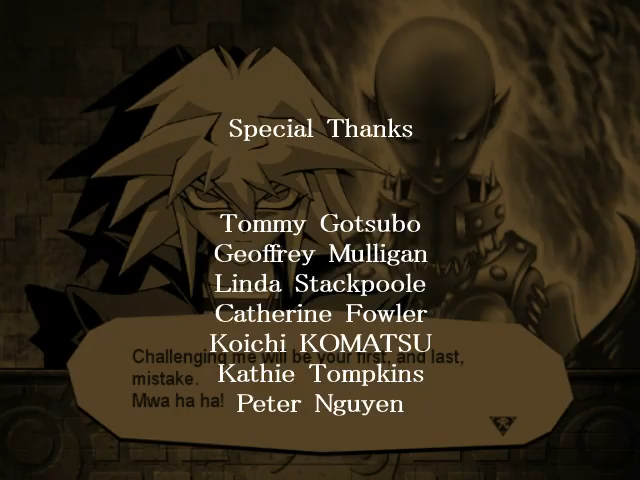 Special Thanks
Tommy Gotsubo
Geoffrey Mulligan
Linda Stackpoole
Catherine Fowler
Koichi KOMATSU
Kathie Tompkins
Peter Nguyen
Challenging me will be your first, and last,
mistake.
Mwa ha ha!